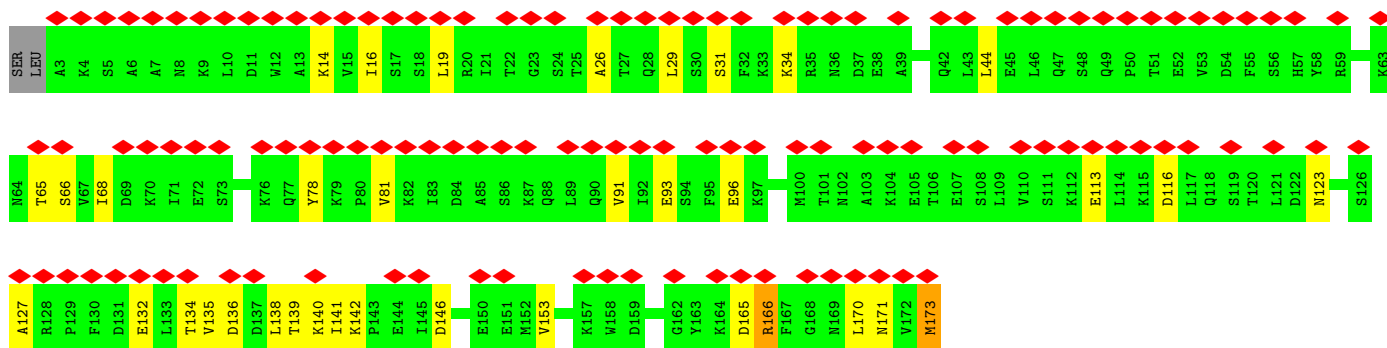 SER LEU A3 K4 S5 A6 A7 N8 K9 L10 D11 W12 A13 K14 V15 I16 S17 S18 L19 R20 I21 T22 G23 S24 T25 A26 T27 Q28 L29 S30 S31 F32 K33 K34 R35 N36 D37 E38 A39 Q42 L43 L44 E45 L46 Q47 S48 Q49 P50 T51 E52 V53 D54 F55 S56 H57 Y58 R59 K63
N64 T65 S66 V67 I68 D69 K70 I71 E72 S73 K76 Q77 Y78 K79 P80 V81 K82 I83 D84 A85 S86 K87 Q88 L89 Q90 V91 I92 E93 S94 F95 E96 K97 M100 T101 N102 A103 K104 E105 T106 E107 S108 L109 V110 S111 K112 E113 L114 K115 D116 L117 Q118 S119 T120 L121 D122 N123 S126
A127 R128 P129 F130 D131 E132 L133 T134 V135 D136 D137 L138 T139 K140 I141 K142 P143 E144 I145 D146 E150 E151 M152 V153 K157 W158 D159 G162 Y163 K164 D165 R166 F167 G168 N169 L170 N171 V172 M173